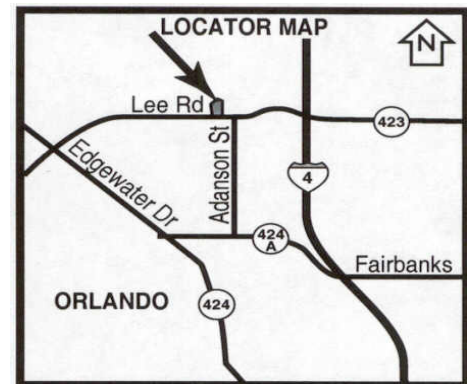 LOCATOR MAP
N
Lee Rd
423
Edgewater Dr
Adanson St
4
424
A
Fairbanks
ORLANDO
424